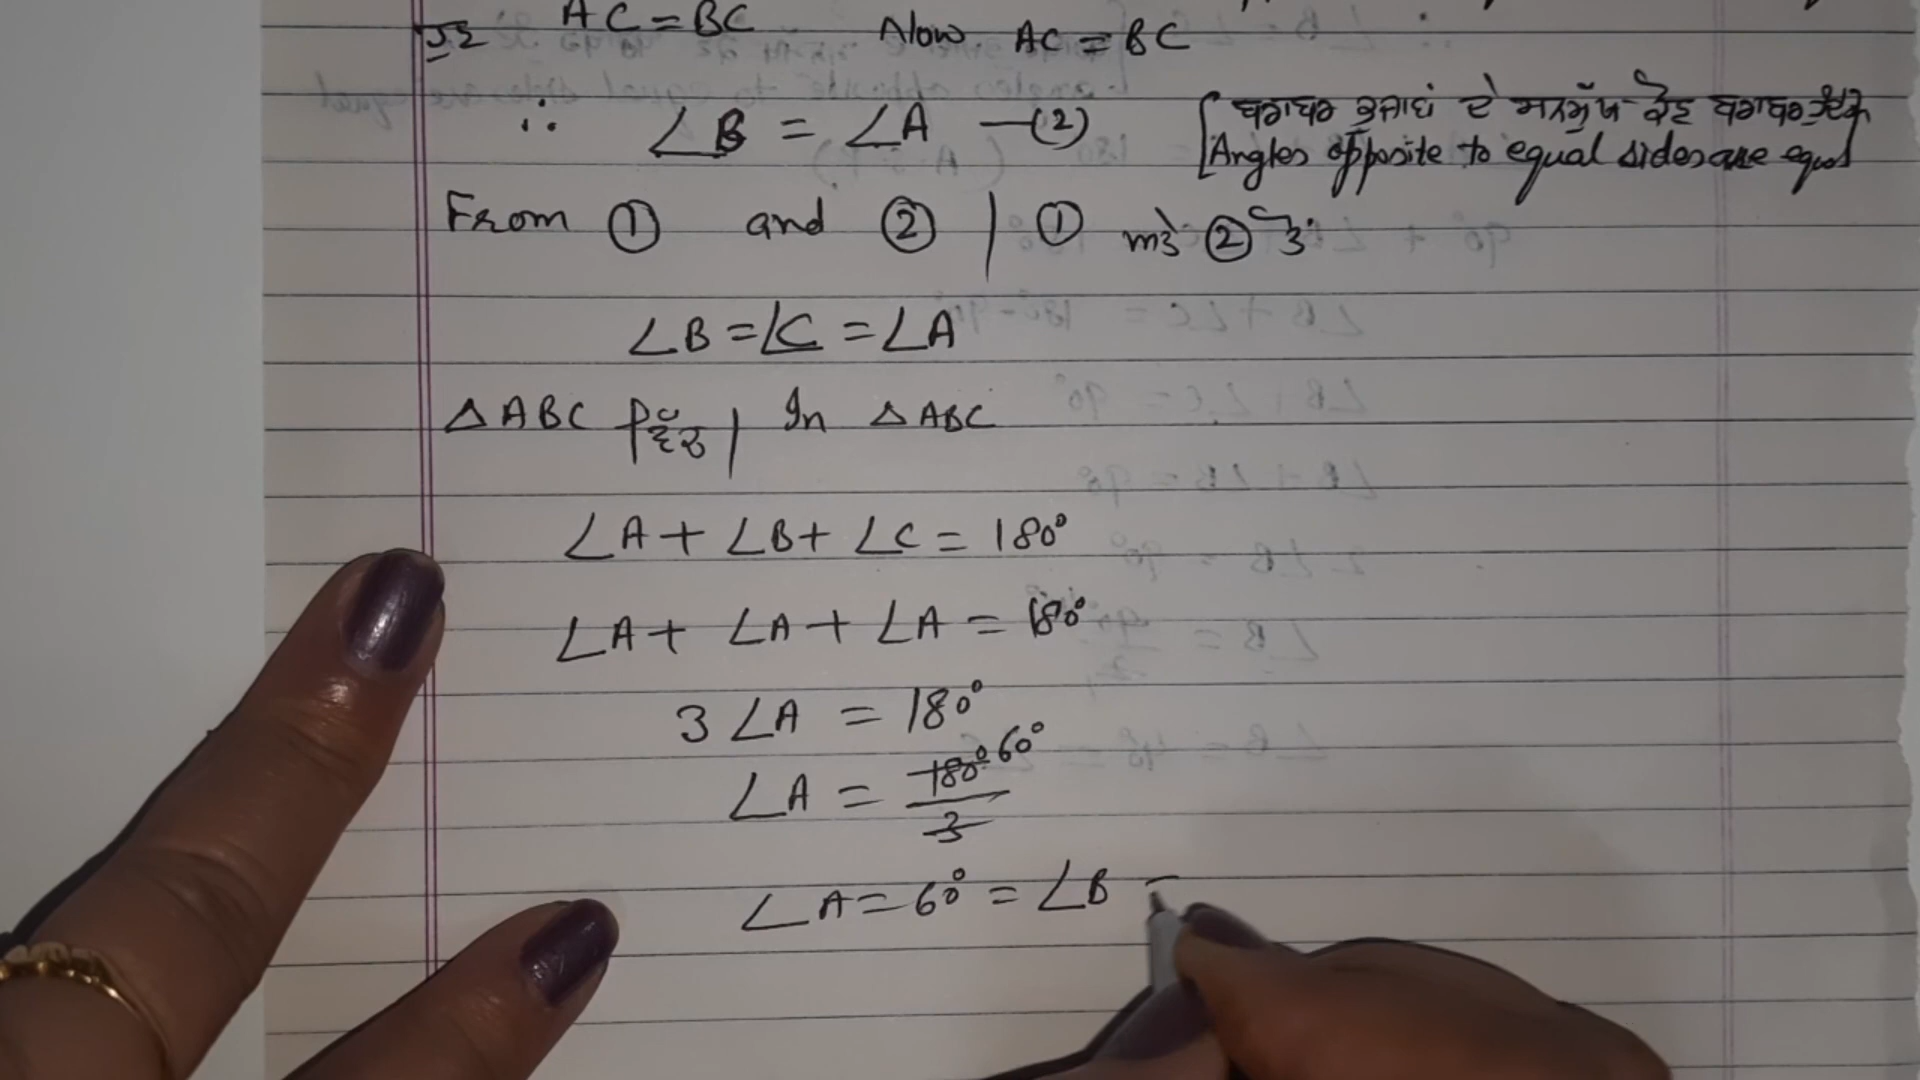 ਹੁਣ AC = BC Now AC = BC
∴ ∠B = ∠A —(2) [ਬਰਾਬਰ ਭੁਜਾਵਾਂ ਦੇ ਸਨਮੁੱਖ ਕੋਣ ਬਰਾਬਰ ਹੁੰਦੇ
[Angles opposite to equal sides are equal
From ① and ② | ① ਅਤੇ ② ਤੋਂ
∠B = ∠C = ∠A
△ABC ਵਿੱਚ | In △ABC
∠A + ∠B + ∠C = 180°
∠A + ∠A + ∠A = 180°
3 ∠A = 180°
∠A = 180°/3 60°
∠A = 60° = ∠B =